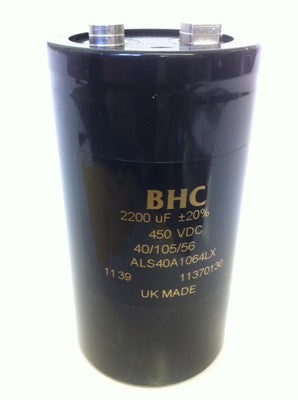 BHC
2200 uF ±20%
450 VDC
40/105/56
ALS40A1064LX
1139 11370130
UK MADE